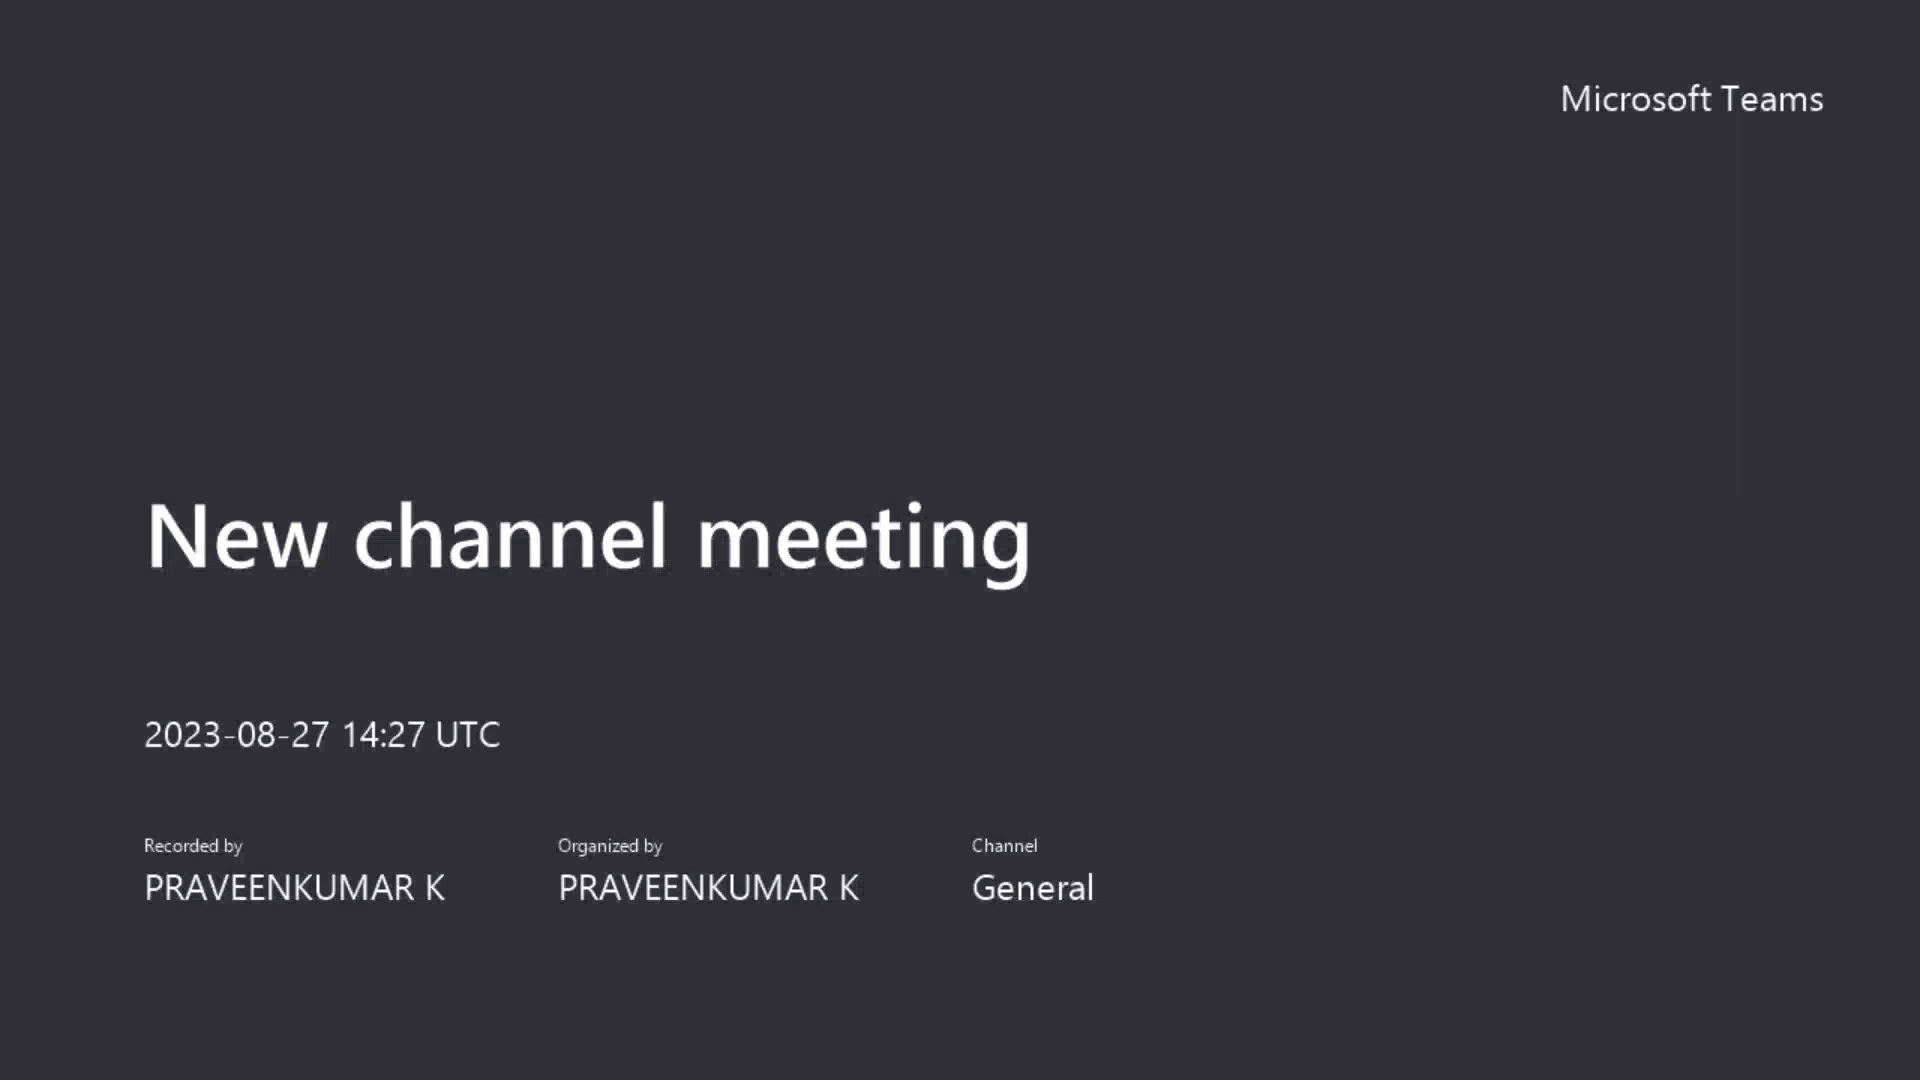 Microsoft Teams
New channel meeting
2023-08-27 14:27 UTC
Recorded by
PRAVEENKUMAR K
Organized by
PRAVEENKUMAR K
Channel
General